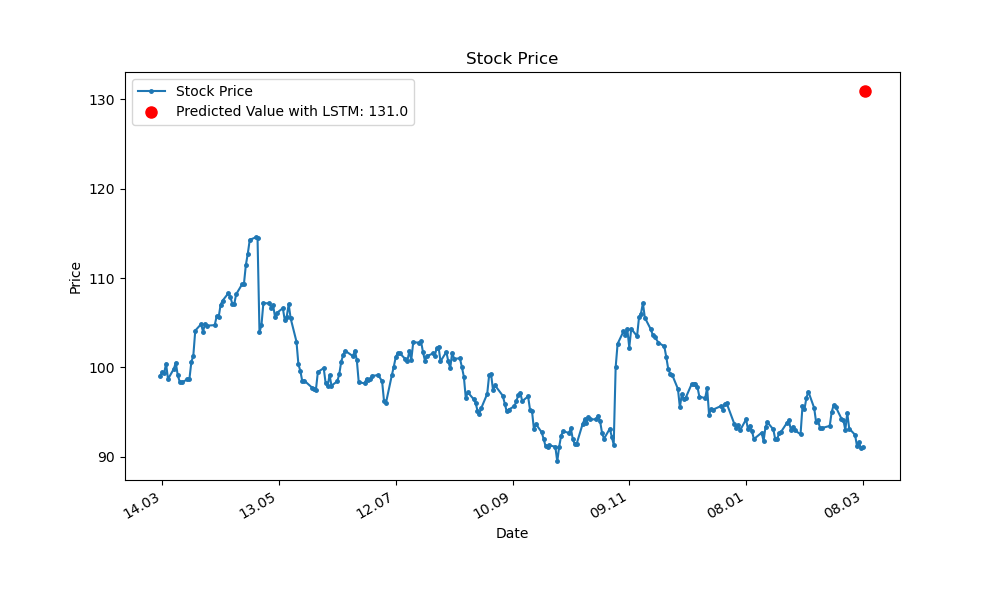 Stock Price
Stock Price
Predicted Value with LSTM: 131.0
Price
130
120
110
100
90
14.03
13.05
12.07
10.09
09.11
08.01
08.03
Date